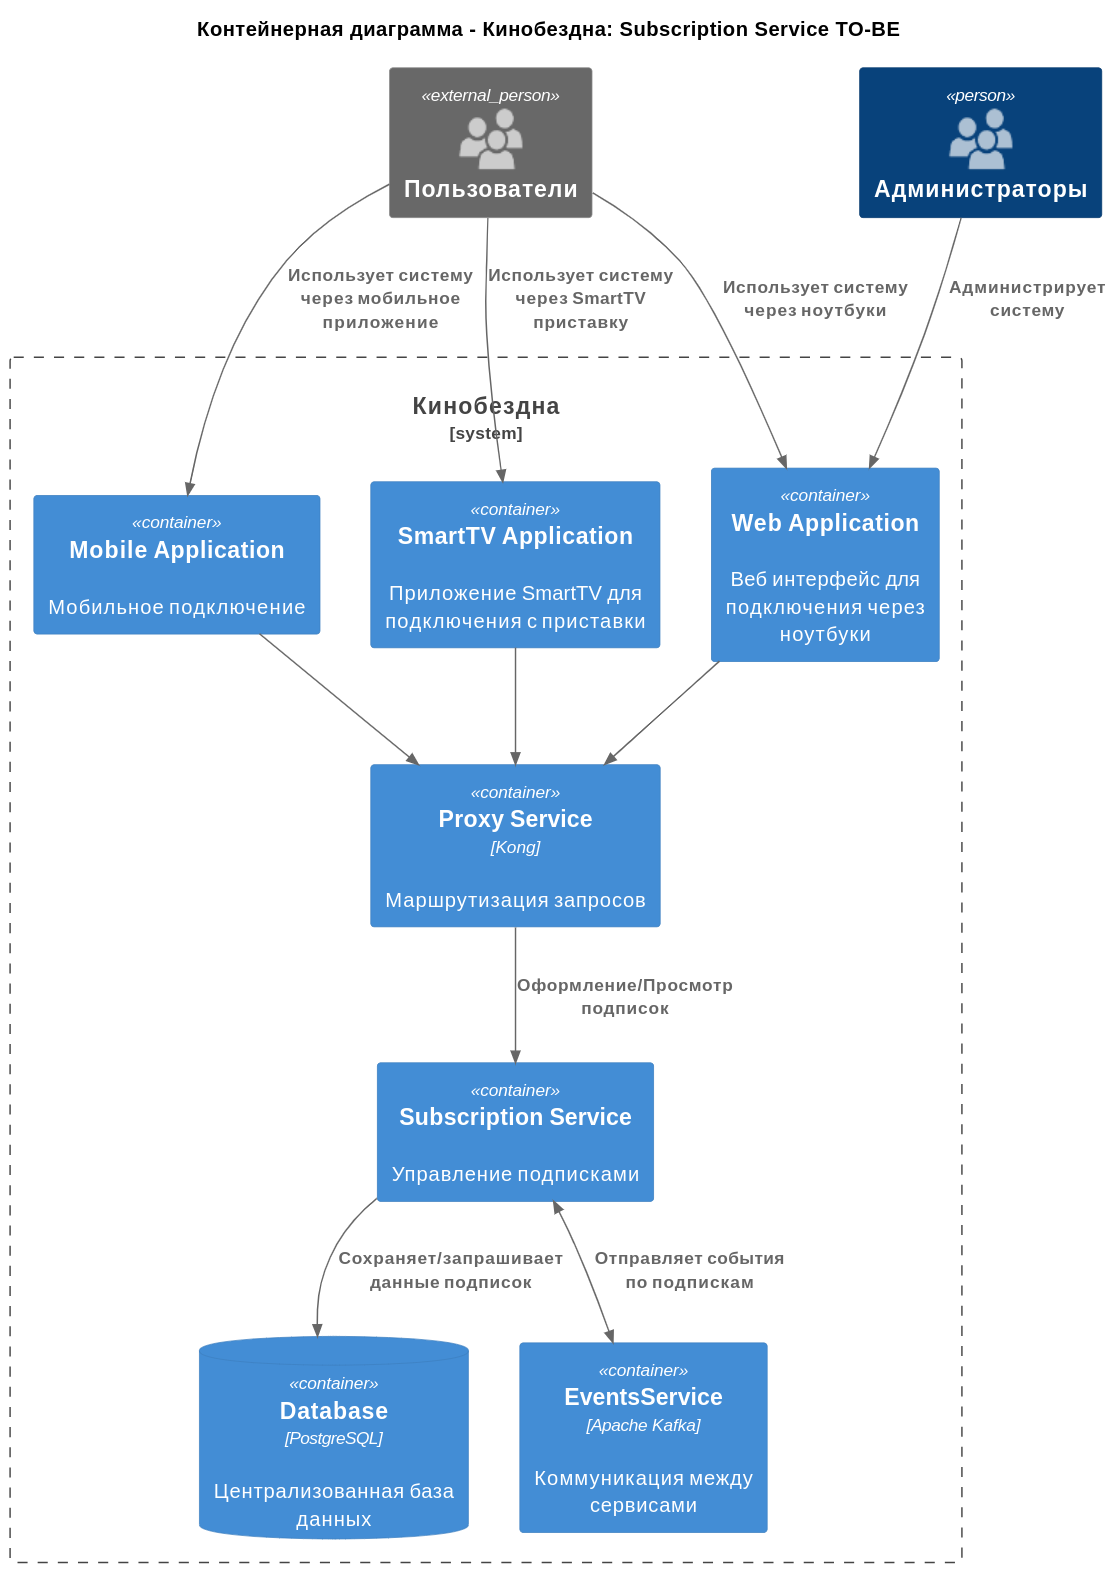 Контейнерная диаграмма - Кинобездна: Subscription Service TO-BE
«external_person»
Пользователи
«person»
Администраторы
Использует систему
через мобильное
приложение
Использует систему
через SmartTV
приставку
Использует систему
через ноутбуки
Администрирует
систему
Кинобездна
[system]
«container»
Mobile Application
Мобильное подключение
«container»
SmartTV Application
Приложение SmartTV для
подключения с приставки
«container»
Web Application
Веб интерфейс для
подключения через
ноутбуки
«container»
Proxy Service
[Kong]
Маршрутизация запросов
Оформление/Просмотр
подписок
«container»
Subscription Service
Управление подписками
Сохраняет/запрашивает
данные подписок
Отправляет события
по подпискам
«container»
Database
[PostgreSQL]
Централизованная база
данных
«container»
EventsService
[Apache Kafka]
Коммуникация между
сервисами